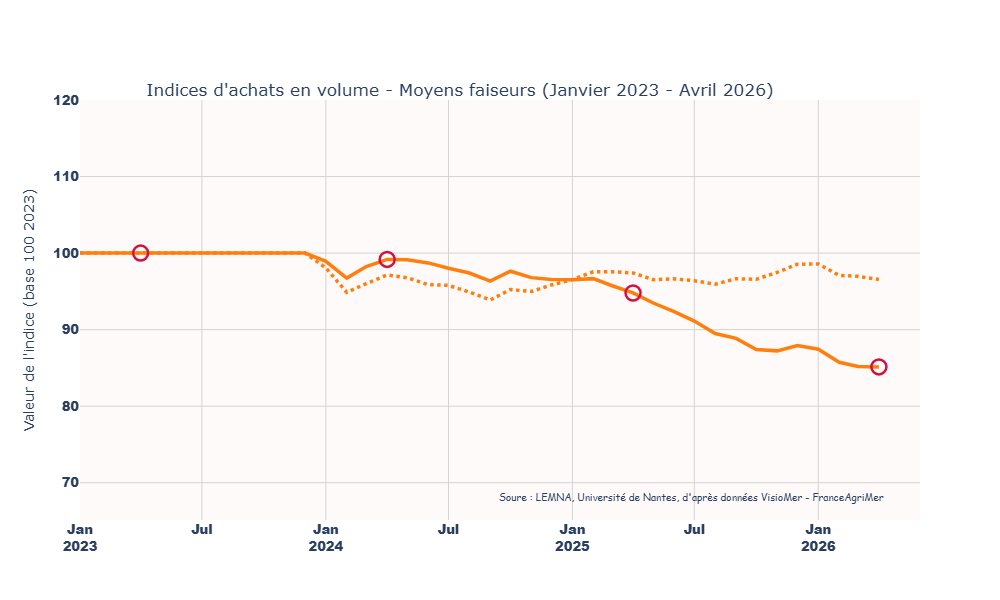 Indices d'achats en volume - Moyens faiseurs (Janvier 2023 - Avril 2026)
Valeur de l'indice (base 100 2023)
120
110
100
90
80
70
Soure : LEMNA, Université de Nantes, d'après données VisioMer - FranceAgriMer
Jan
2023
Jul
Jan
2024
Jul
Jan
2025
Jul
Jan
2026